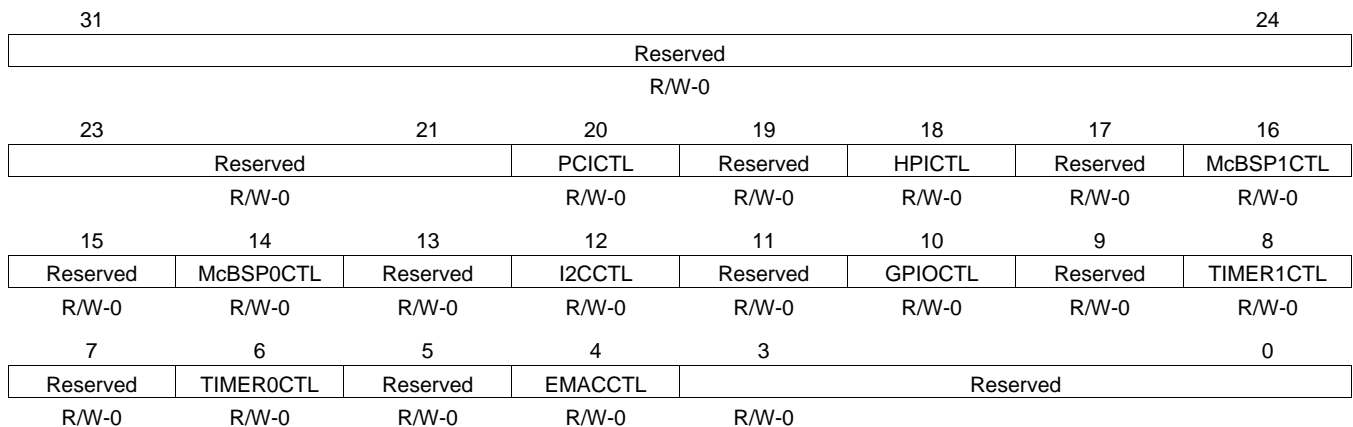 31 24
Reserved
R/W-0
23 21 20 19 18 17 16
Reserved PCICTL Reserved HPICTL Reserved McBSP1CTL
R/W-0 R/W-0 R/W-0 R/W-0 R/W-0 R/W-0
15 14 13 12 11 10 9 8
Reserved McBSP0CTL Reserved I2CCTL Reserved GPIOCTL Reserved TIMER1CTL
R/W-0 R/W-0 R/W-0 R/W-0 R/W-0 R/W-0 R/W-0 R/W-0
7 6 5 4 3 0
Reserved TIMER0CTL Reserved EMACCTL Reserved
R/W-0 R/W-0 R/W-0 R/W-0 R/W-0